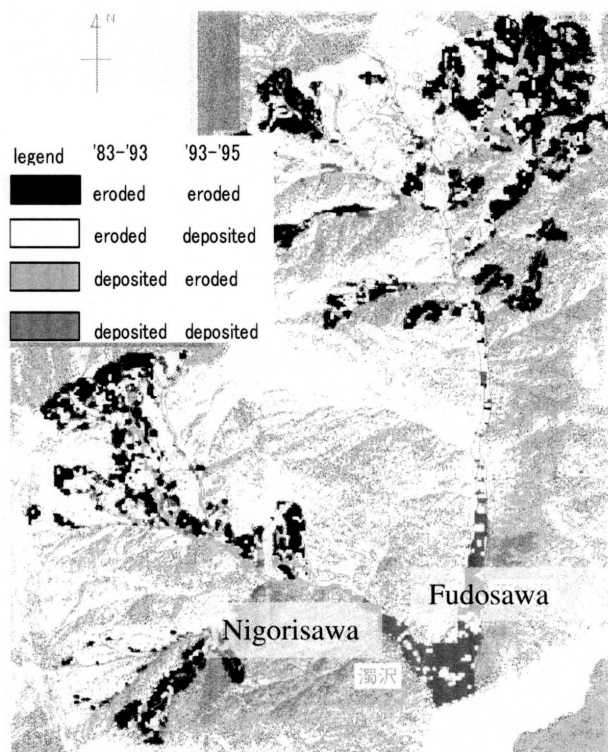 N
legend '83-'93 '93-'95
eroded eroded
eroded deposited
deposited eroded
deposited deposited
Fudosawa
Nigorisawa
濁沢